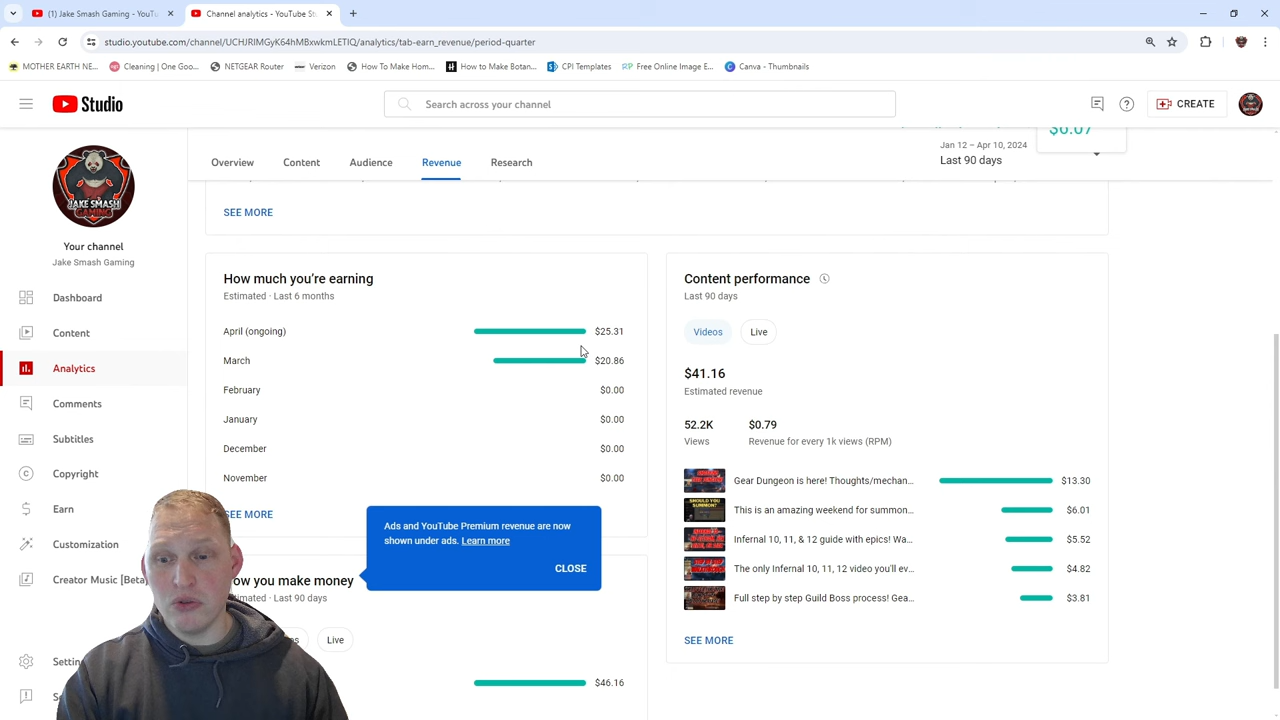 Jake Smash Gaming - YouTu
Channel analytics - YouTube St
studio.youtube.com/channel/UCHJRlMGyK64hMBxwkmLETIQ/analytics/tab-earn_revenue/period-quarter
MOTHER EARTH NE...
Cleaning | One Goo...
NETGEAR Router
Verizon
How To Make Hom...
How to Make Botan...
CPI Templates
Free Online Image E...
Canva - Thumbnails
Studio
Search across your channel
CREATE
$6.07
Jan 12 – Apr 10, 2024
Last 90 days
Overview
Content
Audience
Revenue
Research
JAKE SMASH
GAMING
Your channel
Jake Smash Gaming
Dashboard
Content
Analytics
Comments
Subtitles
Copyright
Earn
Customization
Creator Music [Beta]
Settin
SEE MORE
How much you're earning
Estimated · Last 6 months
April (ongoing) $25.31
March $20.86
February $0.00
January $0.00
December $0.00
November $0.00
SEE MORE
Ads and YouTube Premium revenue are now
shown under ads. Learn more
CLOSE
ow you make money
imated · Last 90 days
os
Live
$46.16
Content performance
Last 90 days
Videos
Live
$41.16
Estimated revenue
52.2K
Views
$0.79
Revenue for every 1k views (RPM)
Gear Dungeon is here! Thoughts/mechan... $13.30
SHOULD YOU
SUMMON?
This is an amazing weekend for summon... $6.01
Infernal 10, 11, & 12 guide with epics! Wa... $5.52
The only Infernal 10, 11, 12 video you'll ev... $4.82
Full step by step Guild Boss process! Gea... $3.81
SEE MORE